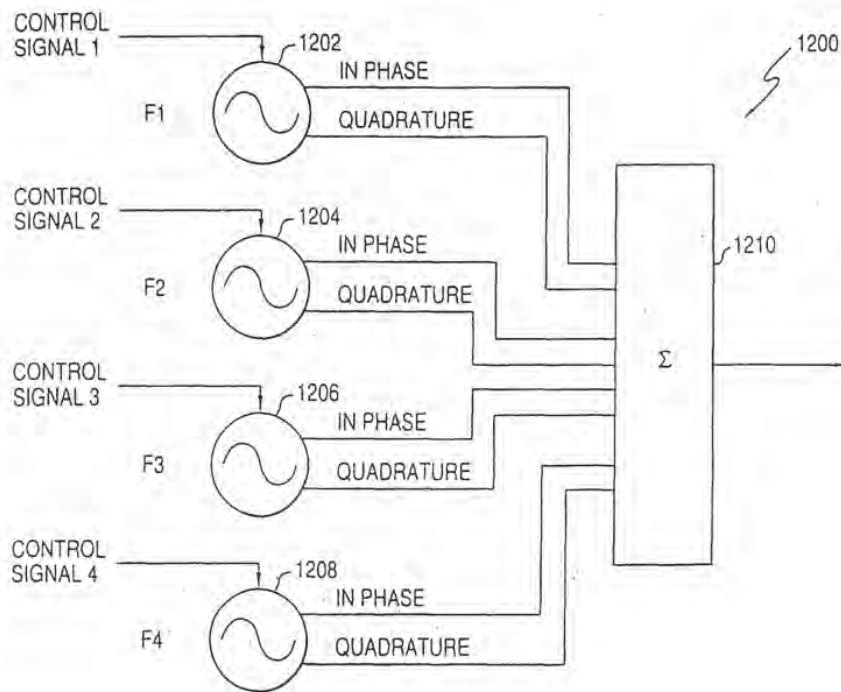 CONTROL
SIGNAL 1
1202
IN PHASE
1200
F1
QUADRATURE
CONTROL
SIGNAL 2
1204
IN PHASE
1210
F2
QUADRATURE
Σ
CONTROL
SIGNAL 3
1206
IN PHASE
F3
QUADRATURE
CONTROL
SIGNAL 4
1208
IN PHASE
F4
QUADRATURE